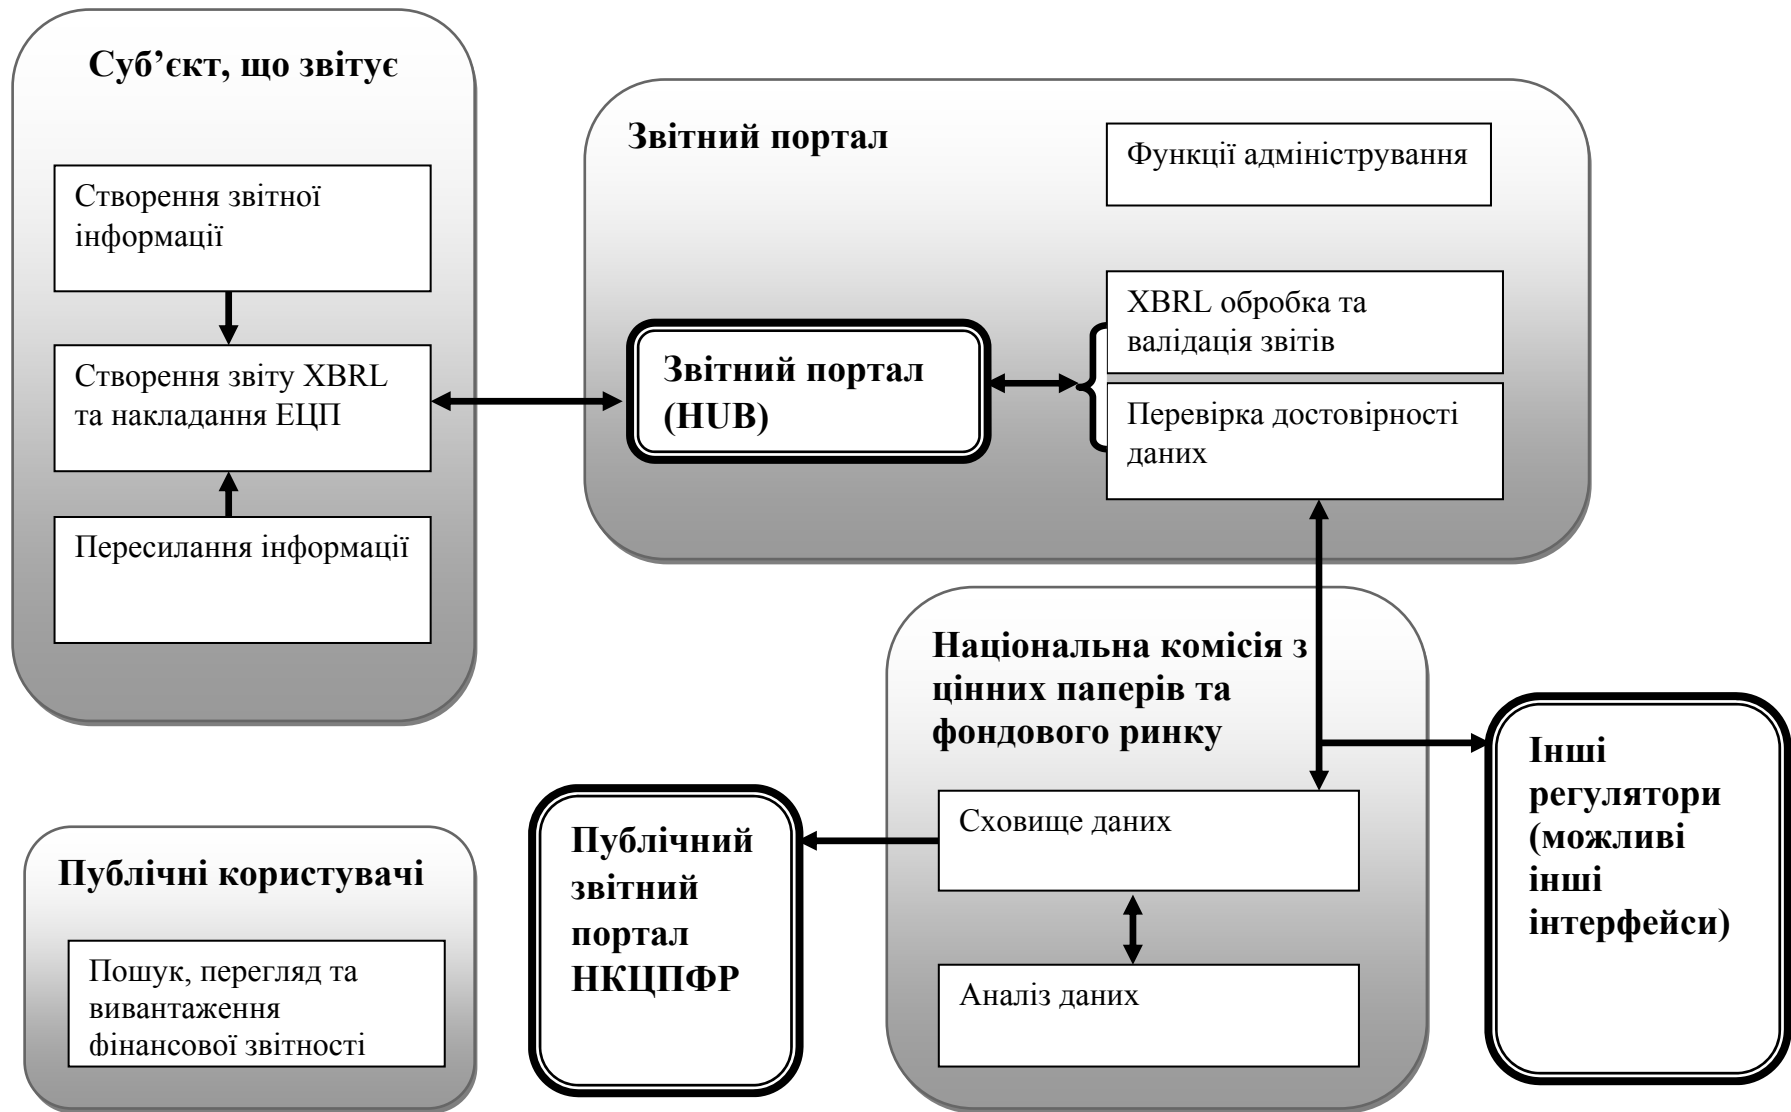 Суб’єкт, що звітує
Створення звітної
інформації
Створення звіту XBRL
та накладання ЕЦП
Пересилання інформації
Звітний портал
Функції адміністрування
Звітний портал
(HUB)
XBRL обробка та
валідація звітів
Перевірка достовірності
даних
Національна комісія з
цінних паперів та
фондового ринку
Сховище даних
Аналіз даних
Інші
регулятори
(можливі
інші
інтерфейси)
Публічний
звітний
портал
НКЦПФР
Публічні користувачі
Пошук, перегляд та
вивантаження
фінансової звітності